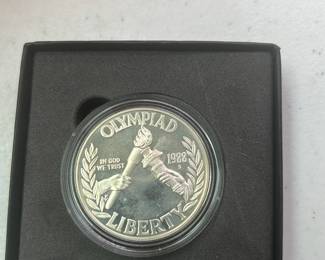 OLYMPIAD
IN GOD
WE TRUST
1988
S
LIBERTY